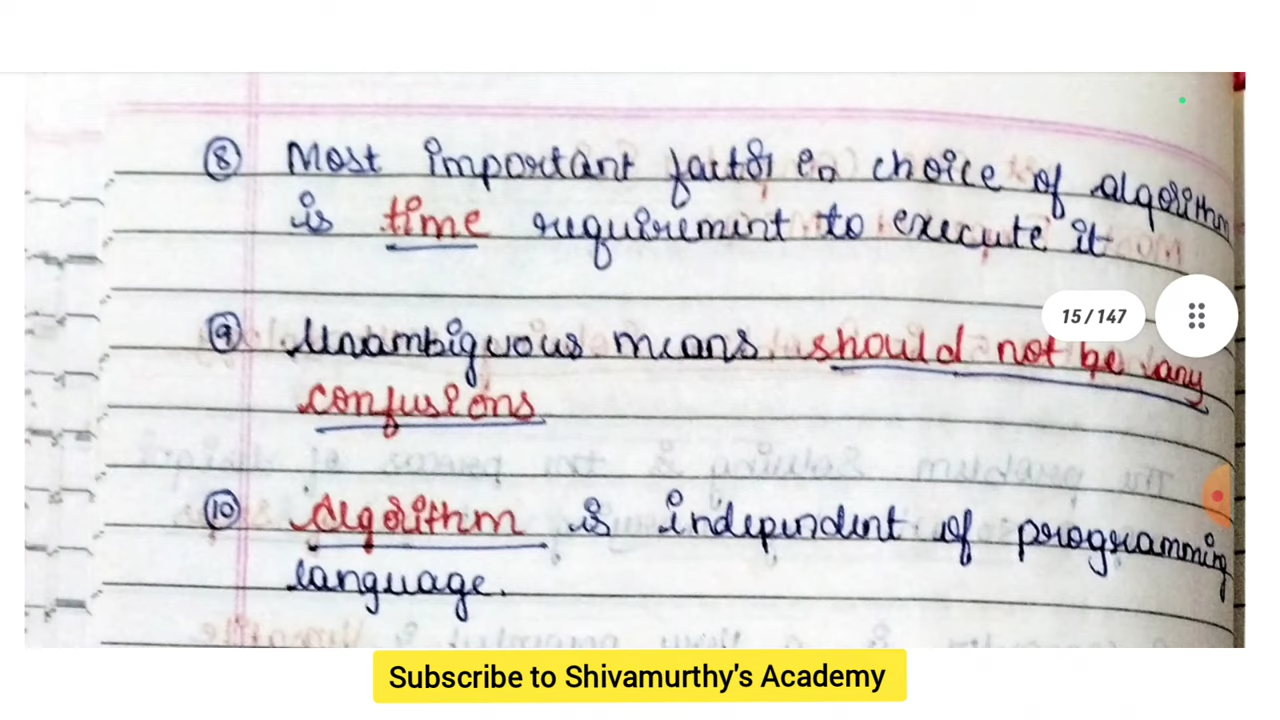 ⑧ Most important factor in choice of algorithm
is time requirement to execute it
15/147
⑨ Unambiguous means should not be any
confusions
⑩ Algorithm is independent of programming
language.
Subscribe to Shivamurthy's Academy